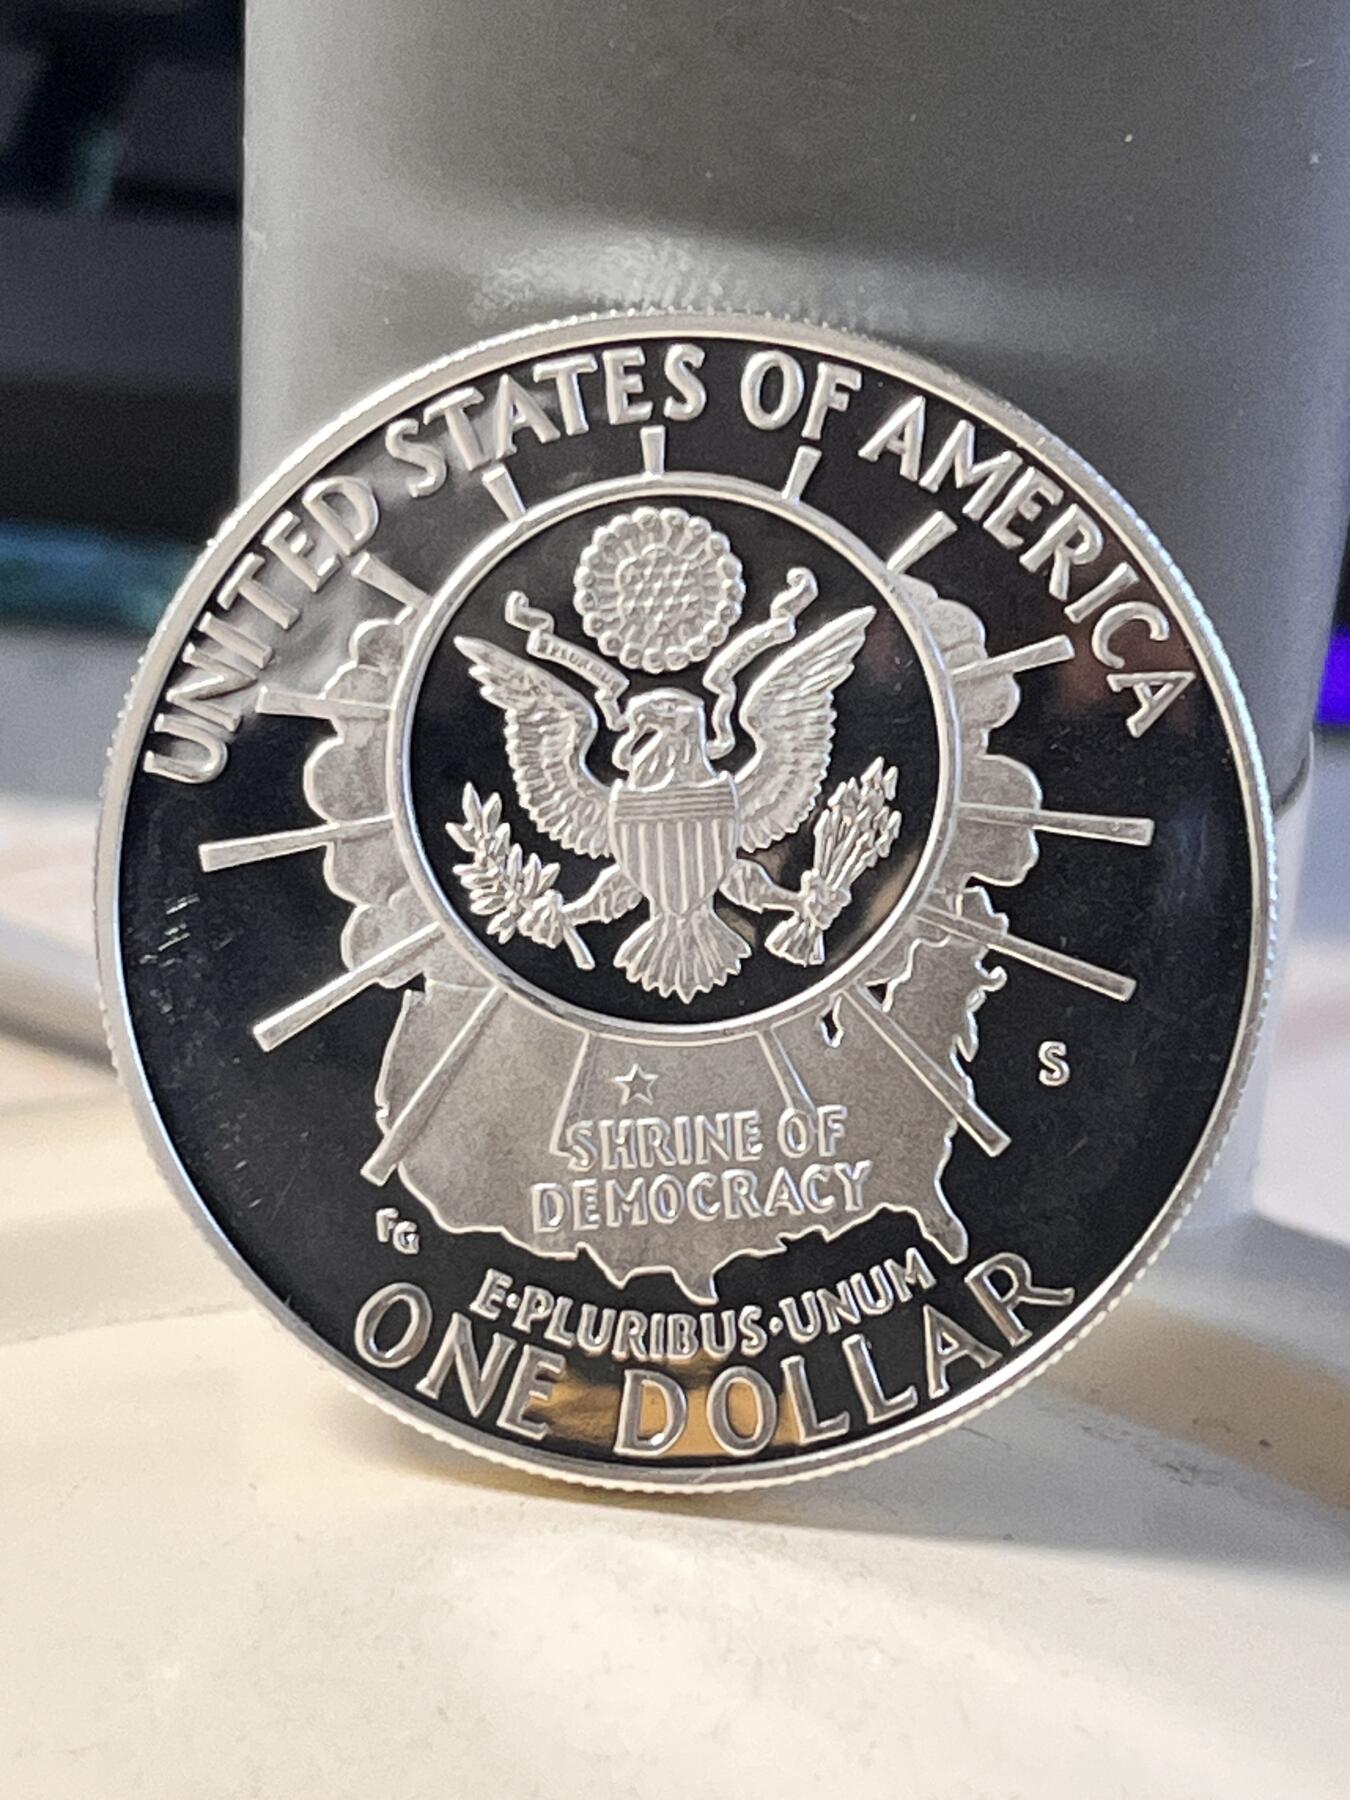 UNITED STATES OF AMERICA
S
SHRINE OF
DEMOCRACY
FG
E·PLURIBUS·UNUM
ONE DOLLAR